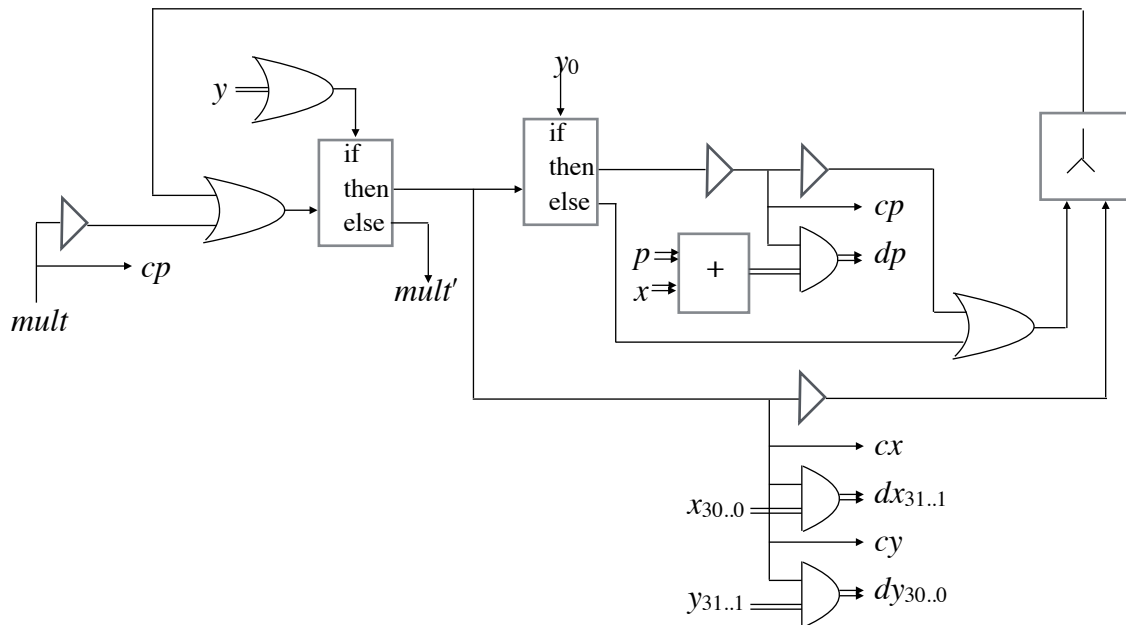 y
y0
if
then
else
if
then
else
cp
dp
p
x
+
cp
mult′
mult
cx
x30..0
dx31..1
cy
y31..1
dy30..0